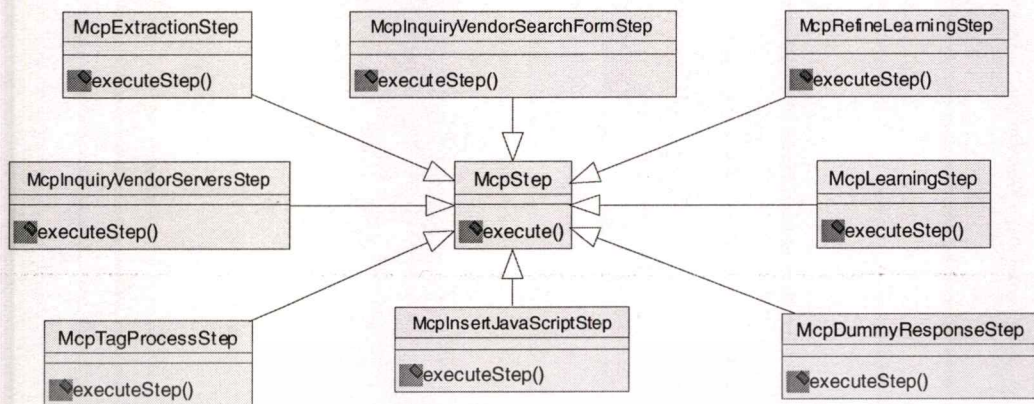 McpExtractionStep
executeStep()
McpInquiryVendorSearchFormStep
executeStep()
McpRefineLearningStep
executeStep()
McpInquiryVendorServersStep
executeStep()
McpStep
execute()
McpLearningStep
executeStep()
McpTagProcessStep
executeStep()
McpInsertJavaScriptStep
executeStep()
McpDummyResponseStep
executeStep()